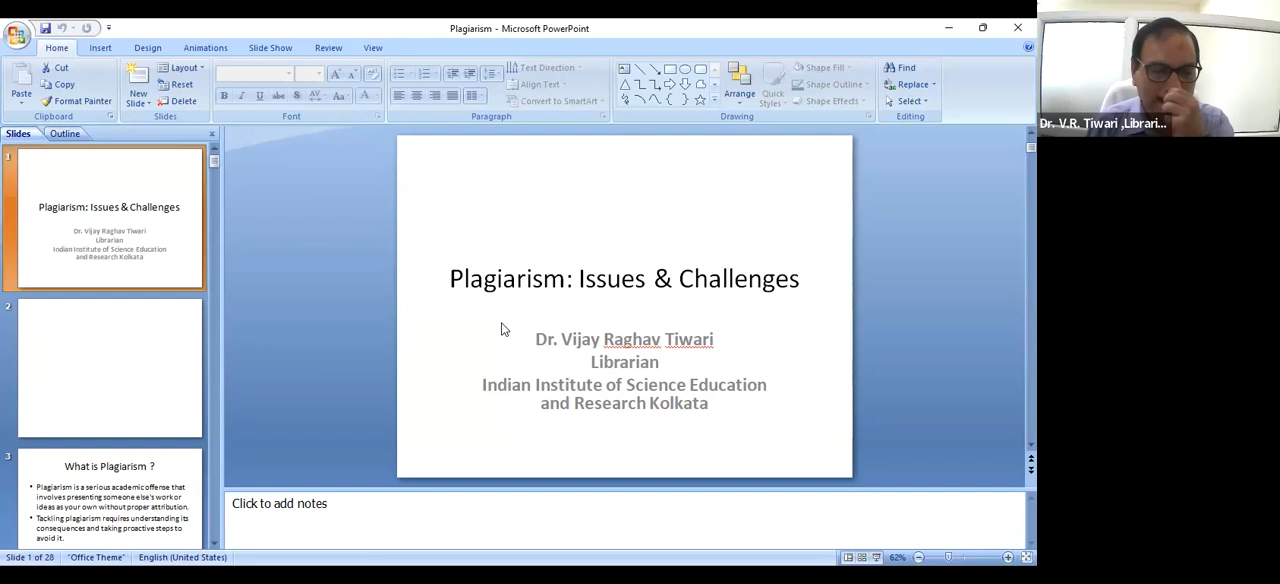 Plagiarism - Microsoft PowerPoint
Home Insert Design Animations Slide Show Review View
Paste
Cut
Copy
Format Painter
Clipboard
New
Slide
Layout
Reset
Delete
Slides
B I U abc S AV Aa A
Font
Text Direction
Align Text
Convert to SmartArt
Paragraph
Arrange
Quick
Styles
Shape Fill
Shape Outline
Shape Effects
Drawing
Find
Replace
Select
Editing
Dr. V.R. Tiwari ,Librari...
Slides Outline
1
Plagiarism: Issues & Challenges
Dr. Vijay Raghav Tiwari
Librarian
Indian Institute of Science Education
and Research Kolkata
2
3
What is Plagiarism ?
• Plagiarism is a serious academic offense that
involves presenting someone else's work or
ideas as your own without proper attribution.
• Tackling plagiarism requires understanding its
consequences and taking proactive steps to
avoid it.
Plagiarism: Issues & Challenges
Dr. Vijay Raghav Tiwari
Librarian
Indian Institute of Science Education
and Research Kolkata
Click to add notes
Slide 1 of 28 "Office Theme" English (United States) 62%